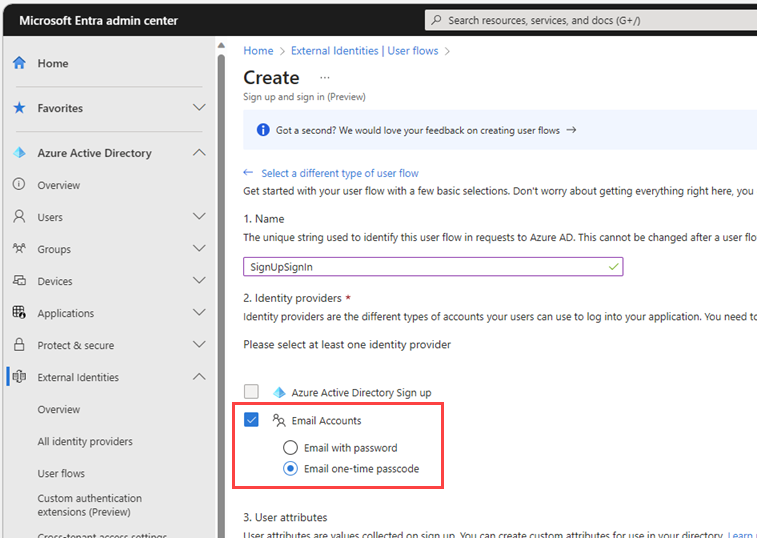 Microsoft Entra admin center
Search resources, services, and docs (G+/)
Home
Favorites
Azure Active Directory
Overview
Users
Groups
Devices
Applications
Protect & secure
External Identities
Overview
All identity providers
User flows
Custom authentication
extensions (Preview)
Cross-tenant access settings
Home > External Identities | User flows >
Create ...
Sign up and sign in (Preview)
Got a second? We would love your feedback on creating user flows →
← Select a different type of user flow
Get started with your user flow with a few basic selections. Don't worry about getting everything right here, you
1. Name
The unique string used to identify this user flow in requests to Azure AD. This cannot be changed after a user flo
SignUpSignIn
2. Identity providers *
Identity providers are the different types of accounts your users can use to log into your application. You need to
Please select at least one identity provider
Azure Active Directory Sign up
Email Accounts
Email with password
Email one-time passcode
3. User attributes
User attributes are values collected on sign up. You can create custom attributes for use in your directory. Learn